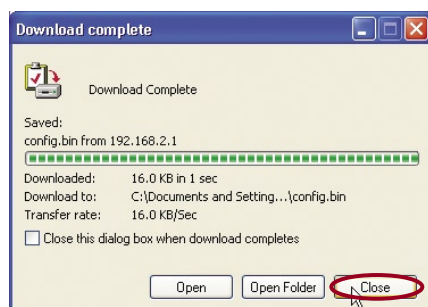 Download complete
Download Complete
Saved:
config.bin from 192.168.2.1
Downloaded: 16.0 KB in 1 sec
Download to: C:\Documents and Setting...\config.bin
Transfer rate: 16.0 KB/Sec
Close this dialog box when download completes
Open Open Folder Close